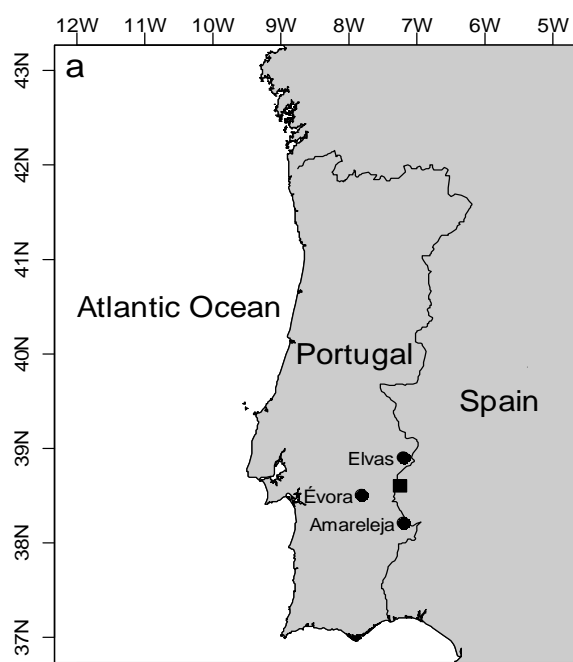 12W 11W 10W 9W 8W 7W 6W 5W
a
43N
42N
41N
Atlantic Ocean
40N
Portugal
Spain
39N
Elvas
Évora
Amareleja
38N
37N